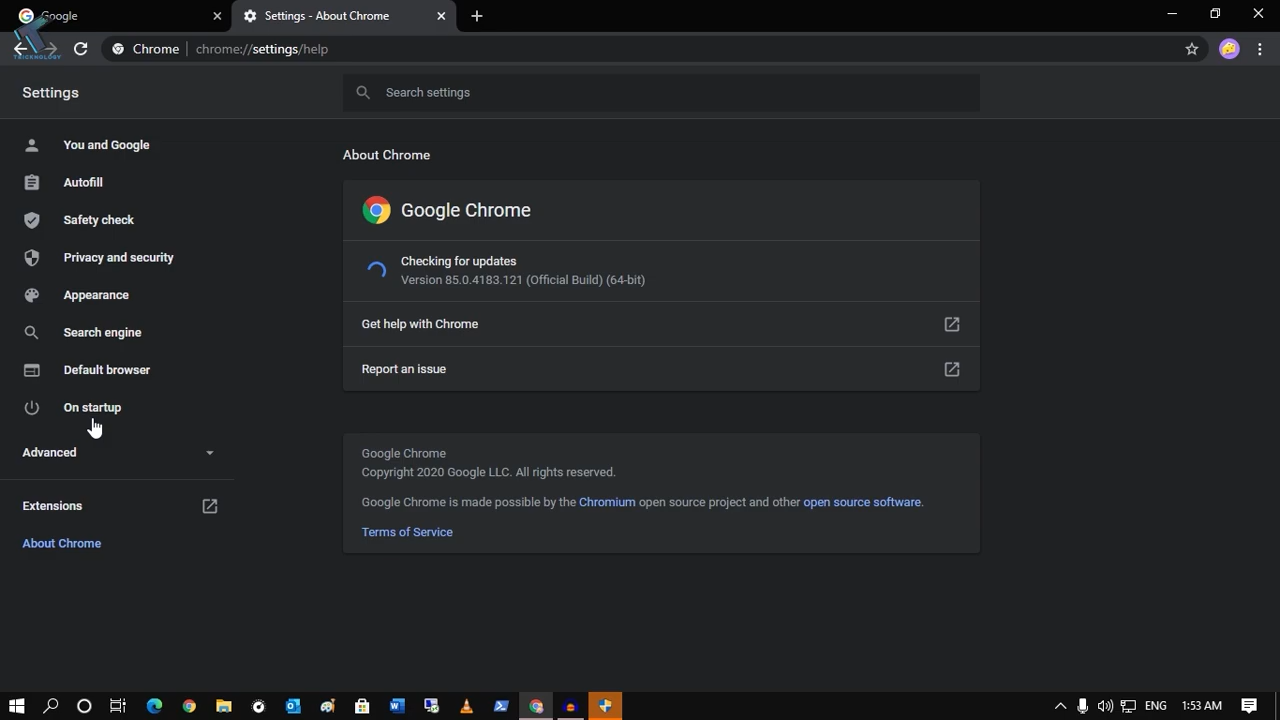 Google
Settings - About Chrome
TRICKNOLOGY
Chrome
chrome://settings/help
Settings
Search settings
You and Google
Autofill
Safety check
Privacy and security
Appearance
Search engine
Default browser
On startup
Advanced
Extensions
About Chrome
About Chrome
Google Chrome
Checking for updates
Version 85.0.4183.121 (Official Build) (64-bit)
Get help with Chrome
Report an issue
Google Chrome
Copyright 2020 Google LLC. All rights reserved.
Google Chrome is made possible by the Chromium open source project and other open source software.
Terms of Service
ENG
1:53 AM